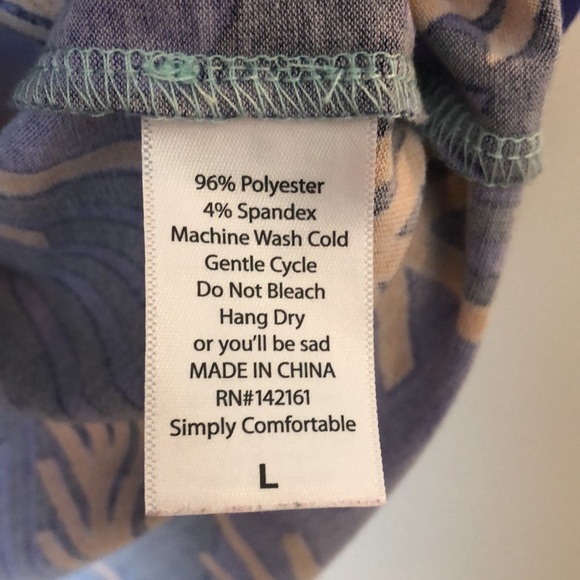 96% Polyester
4% Spandex
Machine Wash Cold
Gentle Cycle
Do Not Bleach
Hang Dry
or you'll be sad
MADE IN CHINA
RN#142161
Simply Comfortable
L